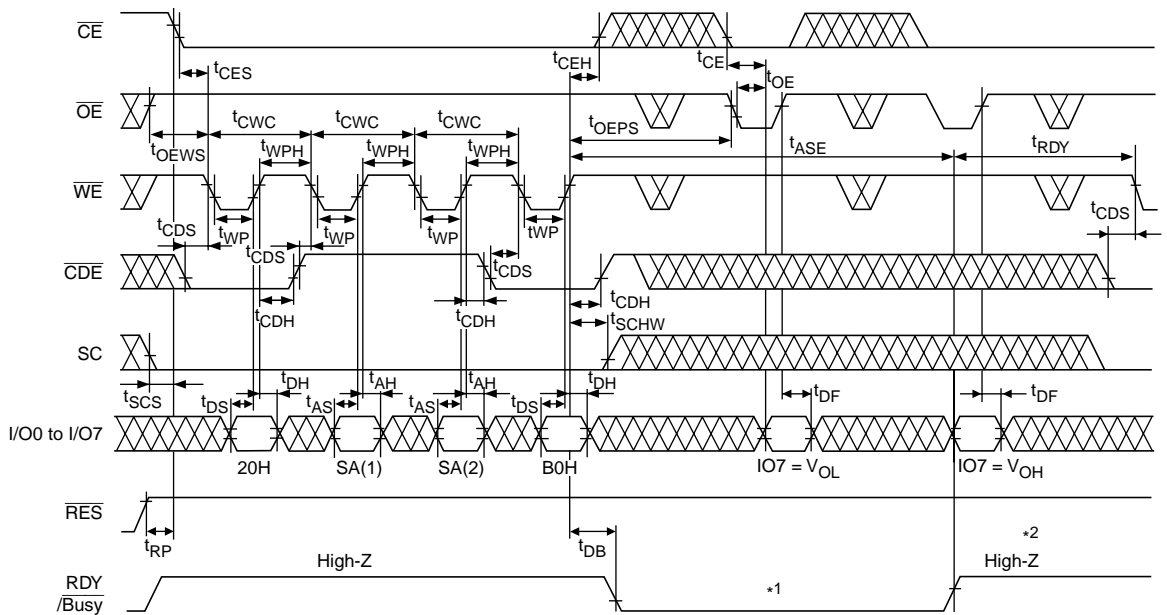 CE
tCES
tCEH
tCE
tOE
OE
tOEWS
tCWC
tCWC
tCWC
tOEPS
tWPH
tWPH
tWPH
tASE
tRDY
WE
tCDS
tWP
tCDS
tWP
tWP
tCDS
tWP
tCDS
CDE
tCDH
tCDH
tCDH
tSCHW
SC
tSCS
tDS
tDH
tAS
tAH
tAS
tAH
tDS
tDH
tDF
tDF
I/O0 to I/O7
20H
SA(1)
SA(2)
B0H
IO7 = VOL
IO7 = VOH
RES
tRP
tDB
*2
High-Z
High-Z
RDY
/Busy
*1